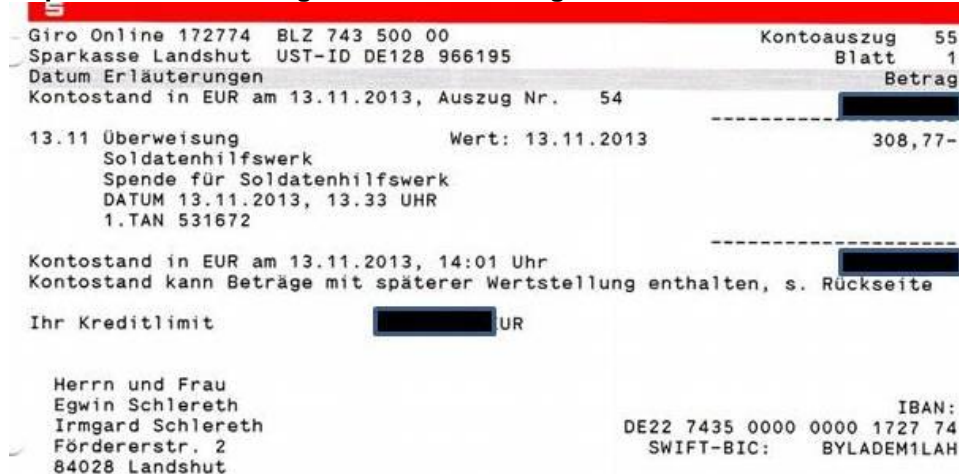 Giro Online 172774 BLZ 743 500 00 Kontoauszug 55
Sparkasse Landshut UST-ID DE128 966195 Blatt 1
Datum Erläuterungen Betrag
Kontostand in EUR am 13.11.2013, Auszug Nr. 54
13.11 Überweisung Wert: 13.11.2013 308,77-
Soldatenhilfswerk
Spende für Soldatenhilfswerk
DATUM 13.11.2013, 13.33 UHR
1.TAN 531672
Kontostand in EUR am 13.11.2013, 14:01 Uhr
Kontostand kann Beträge mit späterer Wertstellung enthalten, s. Rückseite
Ihr Kreditlimit UR
Herrn und Frau
Egwin Schlereth IBAN:
Irmgard Schlereth DE22 7435 0000 0000 1727 74
Fördererstr. 2 SWIFT-BIC: BYLADEM1LAH
84028 Landshut